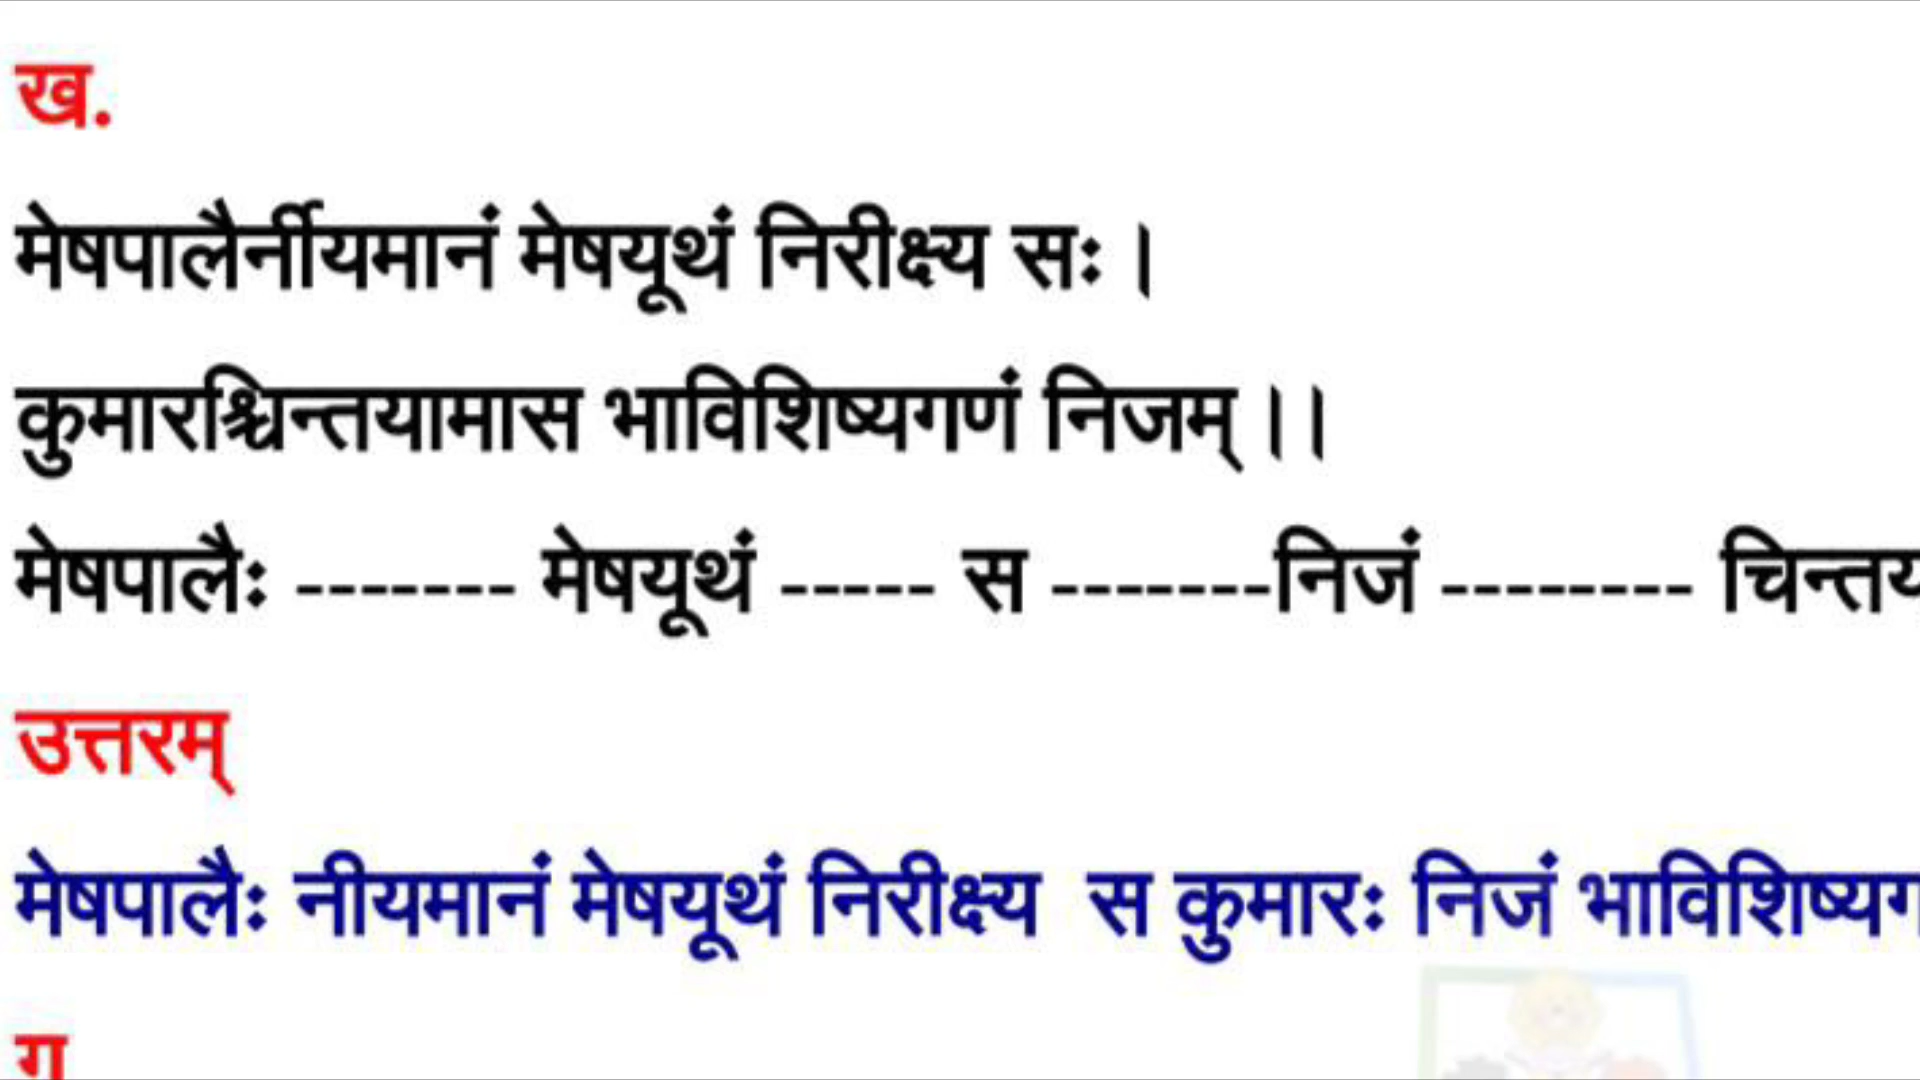 ख.
मेषपालैर्नीयमानं मेषयूथं निरीक्ष्य सः ।
कुमारश्चिन्तयामास भाविशिष्यगणं निजम् ।।
मेषपालैः ------- मेषयूथं ----- स -------निजं -------- चिन्तय
उत्तरम्
मेषपालैः नीयमानं मेषयूथं निरीक्ष्य स कुमारः निजं भाविशिष्यग
ग